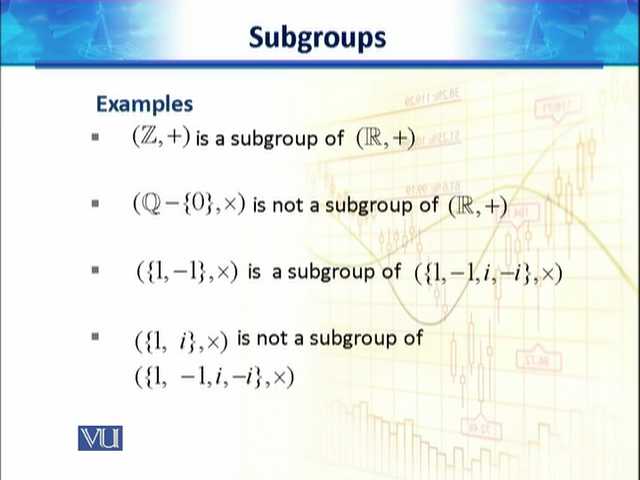 Subgroups
Examples
▪ (ℤ,+) is a subgroup of (ℝ,+)
▪ (ℚ−{0},×) is not a subgroup of (ℝ,+)
▪ ({1,−1},×) is a subgroup of ({1,−1,i,−i},×)
▪ ({1, i},×) is not a subgroup of
({1, −1,i,−i},×)
VU